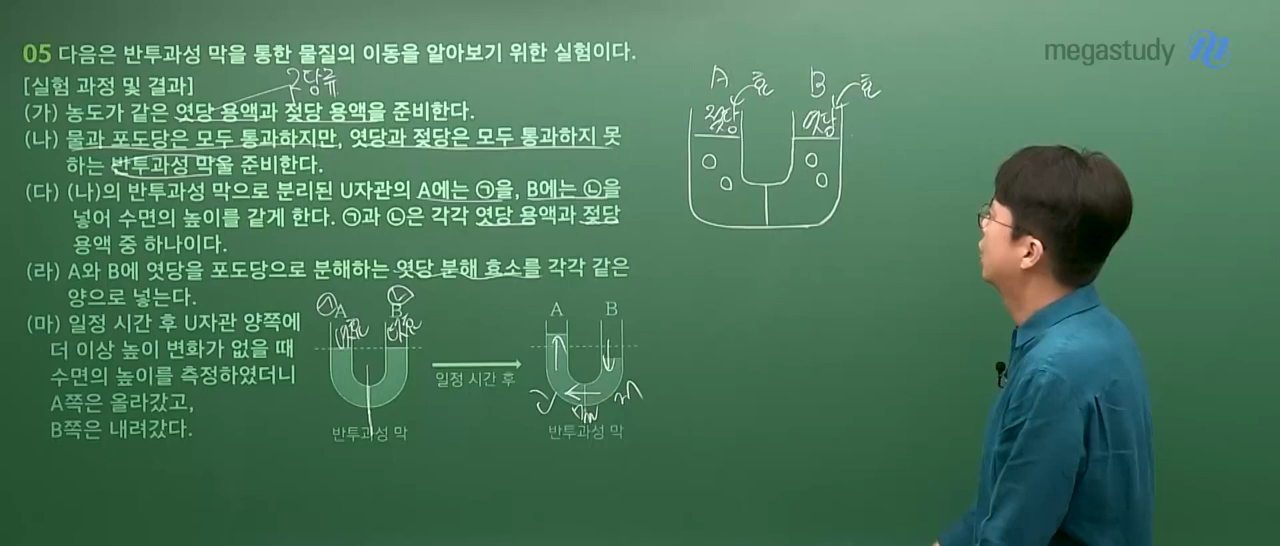 megastudy
05 다음은 반투과성 막을 통한 물질의 이동을 알아보기 위한 실험이다.
[실험 과정 및 결과]
2당류
(가) 농도가 같은 엿당 용액과 젖당 용액을 준비한다.
(나) 물과 포도당은 모두 통과하지만, 엿당과 젖당은 모두 통과하지 못
하는 반투과성 막을 준비한다.
(다) (나)의 반투과성 막으로 분리된 U자관의 A에는 ㉠을, B에는 ㉡을
넣어 수면의 높이를 같게 한다. ㉠과 ㉡은 각각 엿당 용액과 젖당
용액 중 하나이다.
(라) A와 B에 엿당을 포도당으로 분해하는 엿당 분해 효소를 각각 같은
양으로 넣는다.
(마) 일정 시간 후 U자관 양쪽에
더 이상 높이 변화가 없을 때
수면의 높이를 측정하였더니
A쪽은 올라갔고,
B쪽은 내려갔다.
㉠ ㉡
A B
반투과성 막
일정 시간 후
A B
반투과성 막
A 효 B 효
젖당 엿당